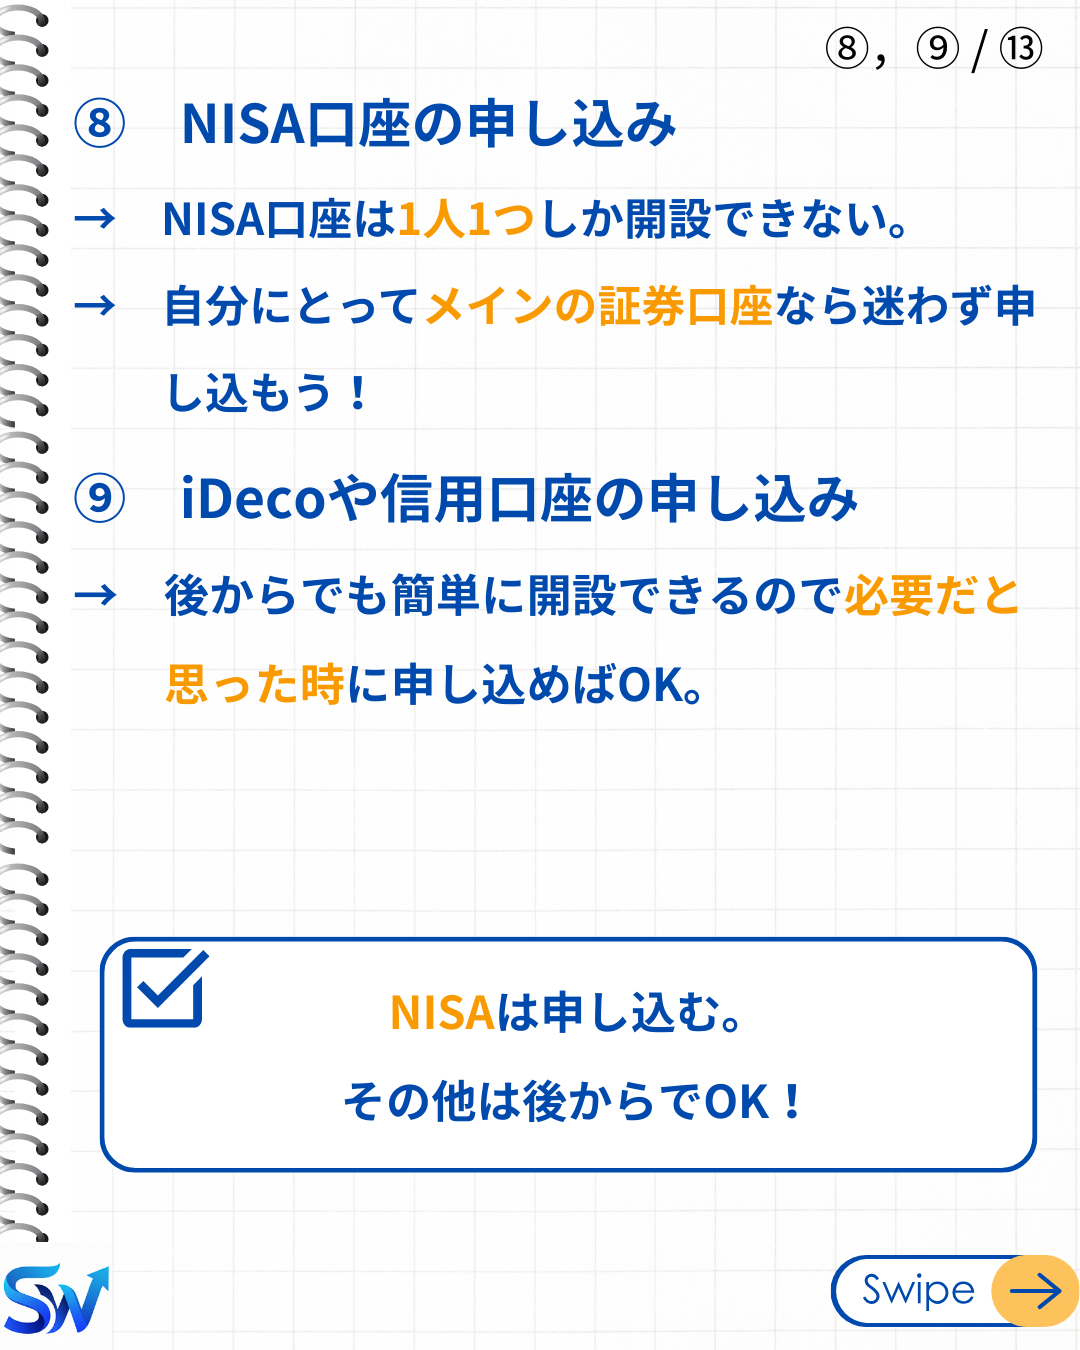 ⑧，⑨/⑬
⑧　NISA口座の申し込み
→　NISA口座は1人1つしか開設できない。
→　自分にとってメインの証券口座なら迷わず申
し込もう！
⑨　iDecoや信用口座の申し込み
→　後からでも簡単に開設できるので必要だと
思った時に申し込めばOK。
NISAは申し込む。
その他は後からでOK！
SW
Swipe